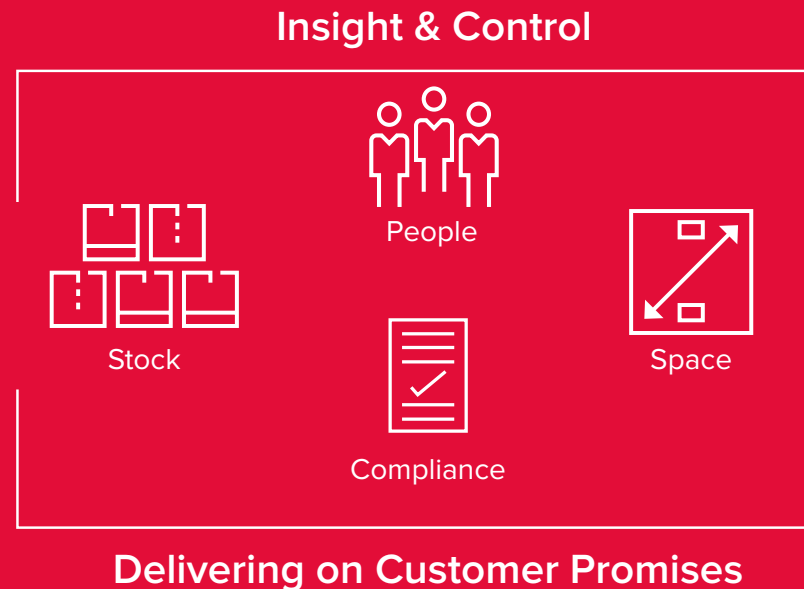 Insight & Control
People
Stock
Space
Compliance
Delivering on Customer Promises